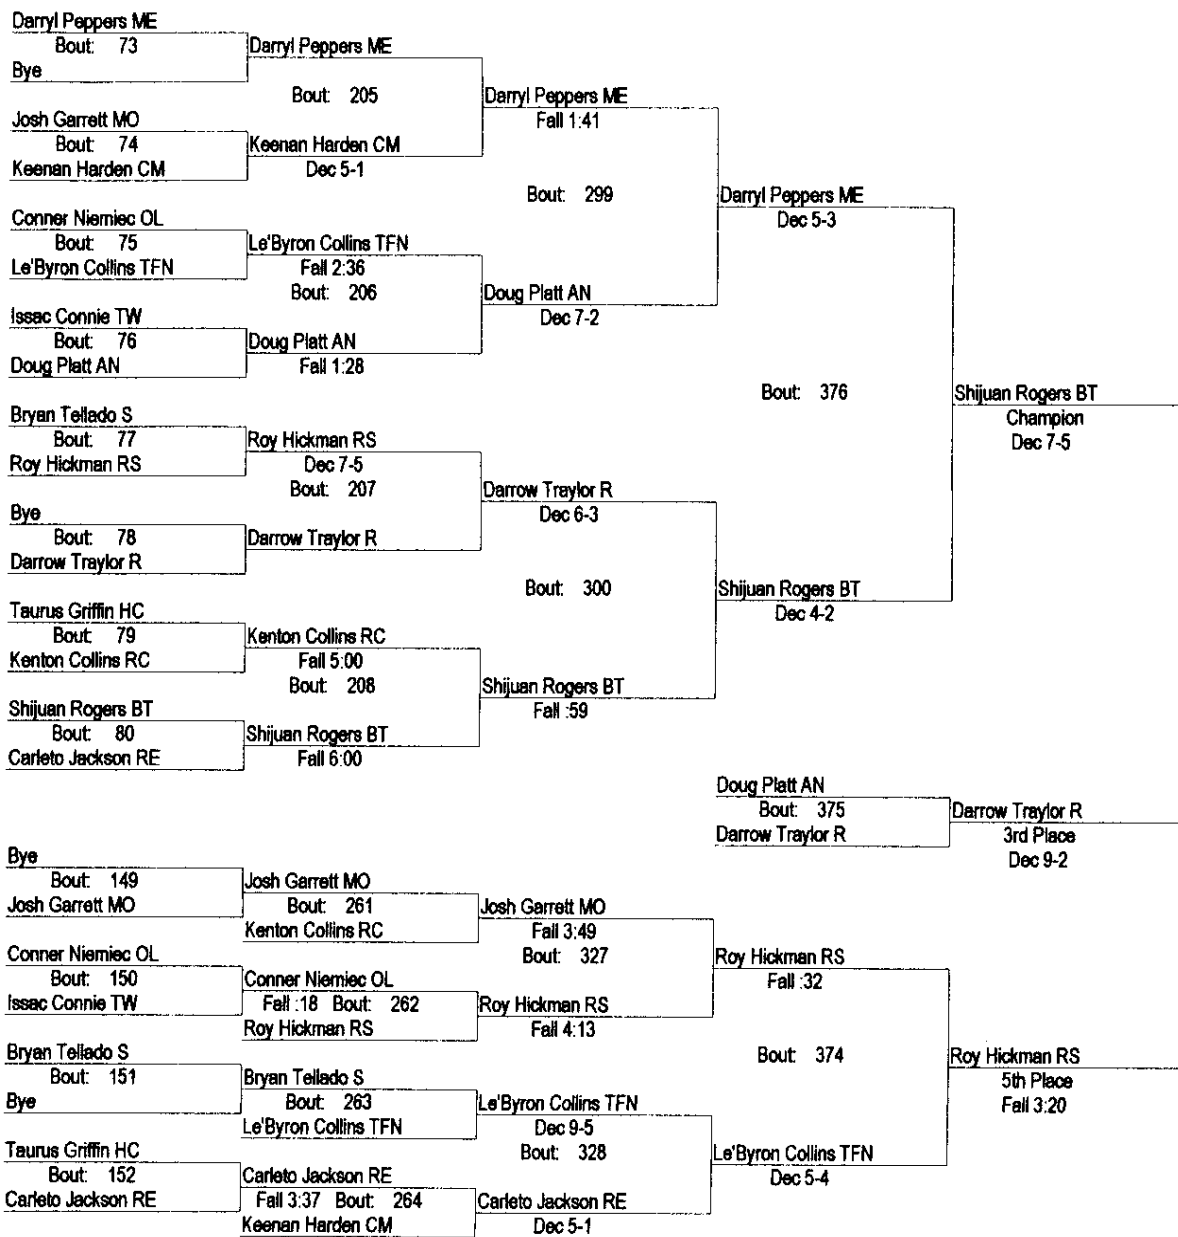 Darryl Peppers ME
Bout: 73
Darryl Peppers ME
Bye
Bout: 205
Darryl Peppers ME
Fall 1:41
Josh Garrett MO
Bout: 74
Keenan Harden CM
Keenan Harden CM
Dec 5-1
Bout: 299
Darryl Peppers ME
Dec 5-3
Conner Niemiec OL
Bout: 75
Le'Byron Collins TFN
Le'Byron Collins TFN
Fall 2:36
Bout: 206
Doug Platt AN
Dec 7-2
Issac Connie TW
Bout: 76
Doug Platt AN
Doug Platt AN
Fall 1:28
Bout: 376
Shijuan Rogers BT
Champion
Dec 7-5
Bryan Tellado S
Bout: 77
Roy Hickman RS
Roy Hickman RS
Dec 7-5
Bout: 207
Darrow Traylor R
Dec 6-3
Bye
Bout: 78
Darrow Traylor R
Darrow Traylor R
Bout: 300
Shijuan Rogers BT
Dec 4-2
Taurus Griffin HC
Bout: 79
Kenton Collins RC
Kenton Collins RC
Fall 5:00
Bout: 208
Shijuan Rogers BT
Fall :59
Shijuan Rogers BT
Bout: 80
Shijuan Rogers BT
Carleto Jackson RE
Fall 6:00
Doug Platt AN
Bout: 375
Darrow Traylor R
Darrow Traylor R
3rd Place
Dec 9-2
Bye
Bout: 149
Josh Garrett MO
Josh Garrett MO
Bout: 261
Kenton Collins RC
Josh Garrett MO
Fall 3:49
Bout: 327
Conner Niemiec OL
Bout: 150
Issac Connie TW
Conner Niemiec OL
Fall :18 Bout: 262
Roy Hickman RS
Roy Hickman RS
Fall 4:13
Roy Hickman RS
Fall :32
Bout: 374
Roy Hickman RS
5th Place
Fall 3:20
Bryan Tellado S
Bout: 151
Bye
Bryan Tellado S
Bout: 263
Le'Byron Collins TFN
Le'Byron Collins TFN
Dec 9-5
Bout: 328
Le'Byron Collins TFN
Dec 5-4
Taurus Griffin HC
Bout: 152
Carleto Jackson RE
Carleto Jackson RE
Fall 3:37 Bout: 264
Keenan Harden CM
Carleto Jackson RE
Dec 5-1